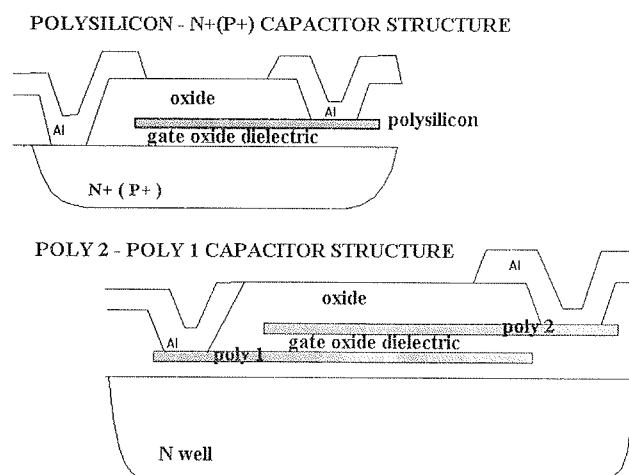 POLYSILICON - N+(P+) CAPACITOR STRUCTURE
oxide
Al
Al
polysilicon
gate oxide dielectric
N+ ( P+ )
POLY 2 - POLY 1 CAPACITOR STRUCTURE
Al
oxide
poly 2
gate oxide dielectric
Al
poly 1
N well